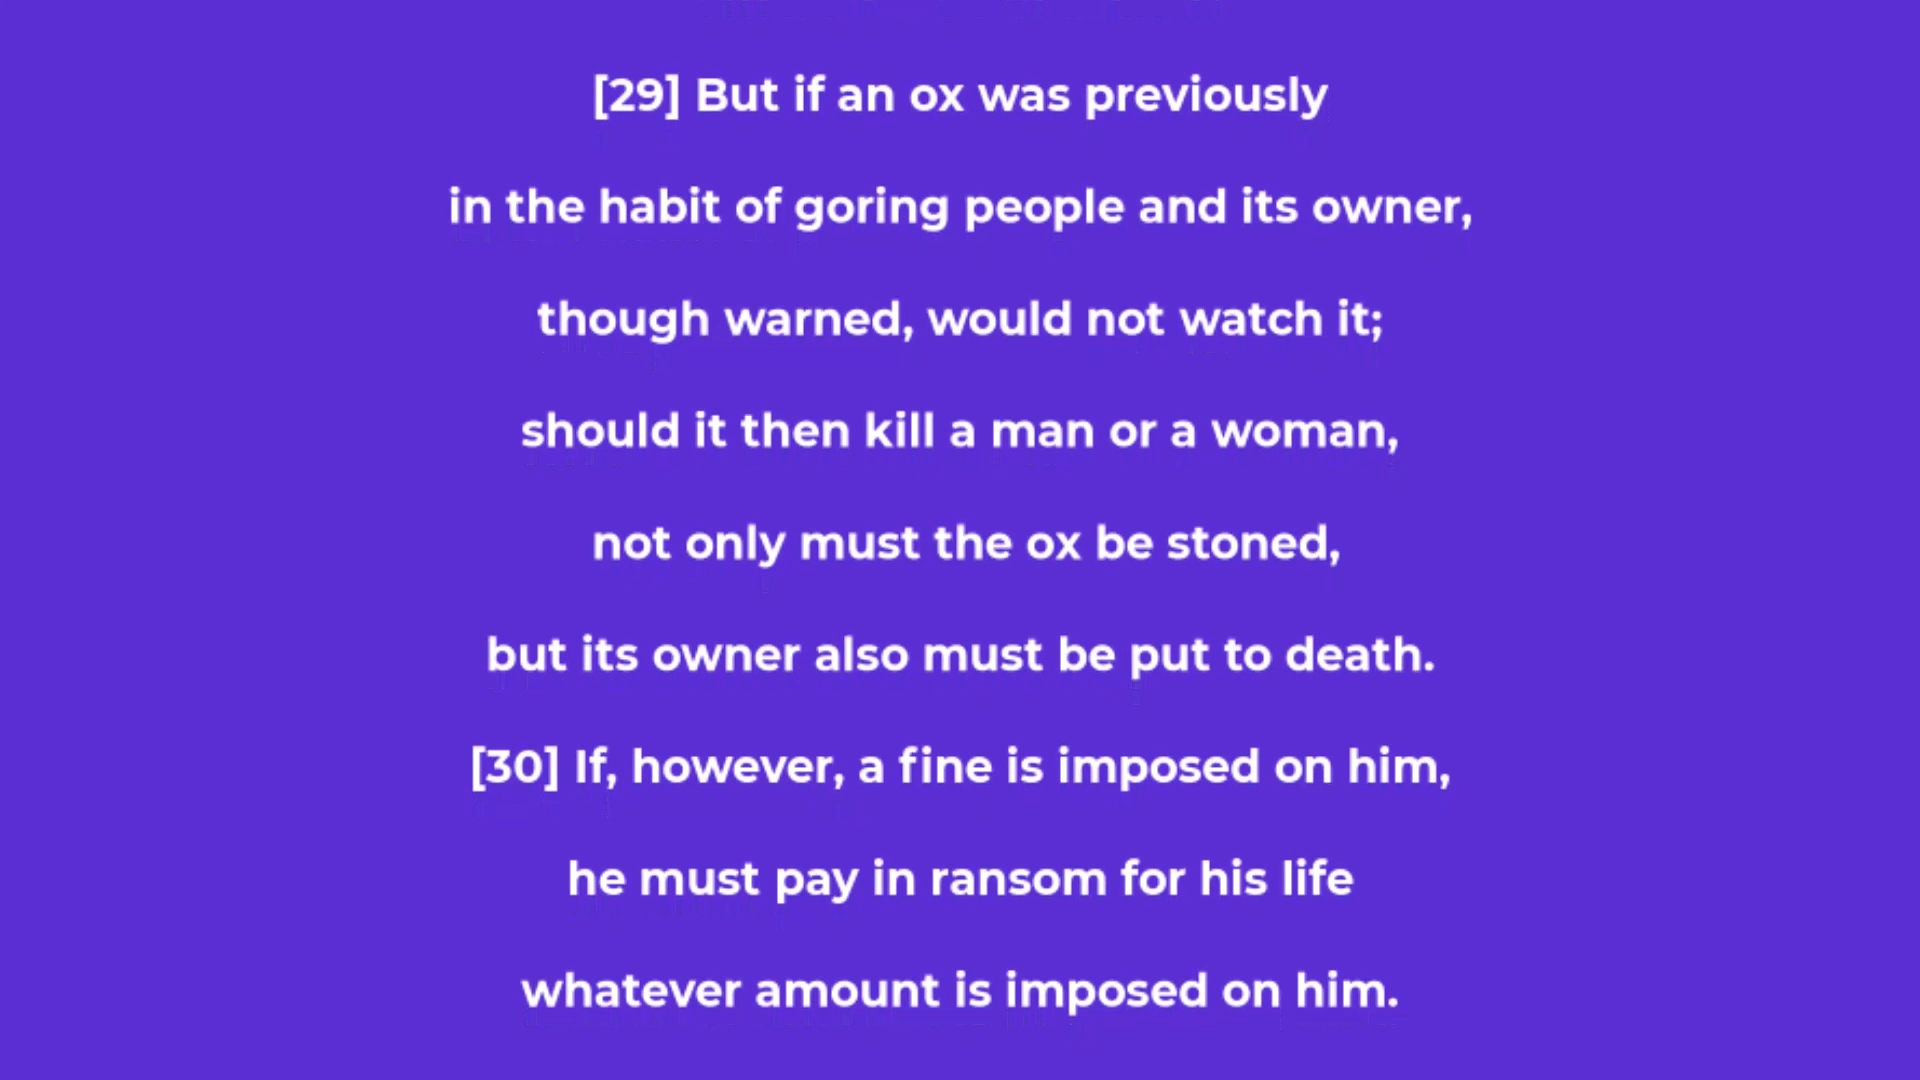 [29] But if an ox was previously
in the habit of goring people and its owner,
though warned, would not watch it;
should it then kill a man or a woman,
not only must the ox be stoned,
but its owner also must be put to death.
[30] If, however, a fine is imposed on him,
he must pay in ransom for his life
whatever amount is imposed on him.